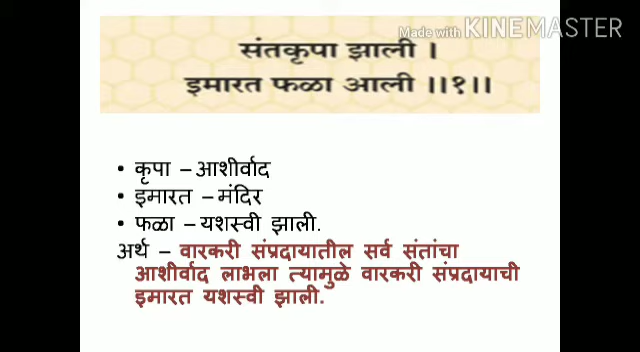 Made with KINEMASTER
संतकृपा झाली ।
इमारत फळा आली ।।१।।
• कृपा – आशीर्वाद
• इमारत – मंदिर
• फळा – यशस्वी झाली.
अर्थ – वारकरी संप्रदायातील सर्व संतांचा
आशीर्वाद लाभला त्यामुळे वारकरी संप्रदायाची
इमारत यशस्वी झाली.